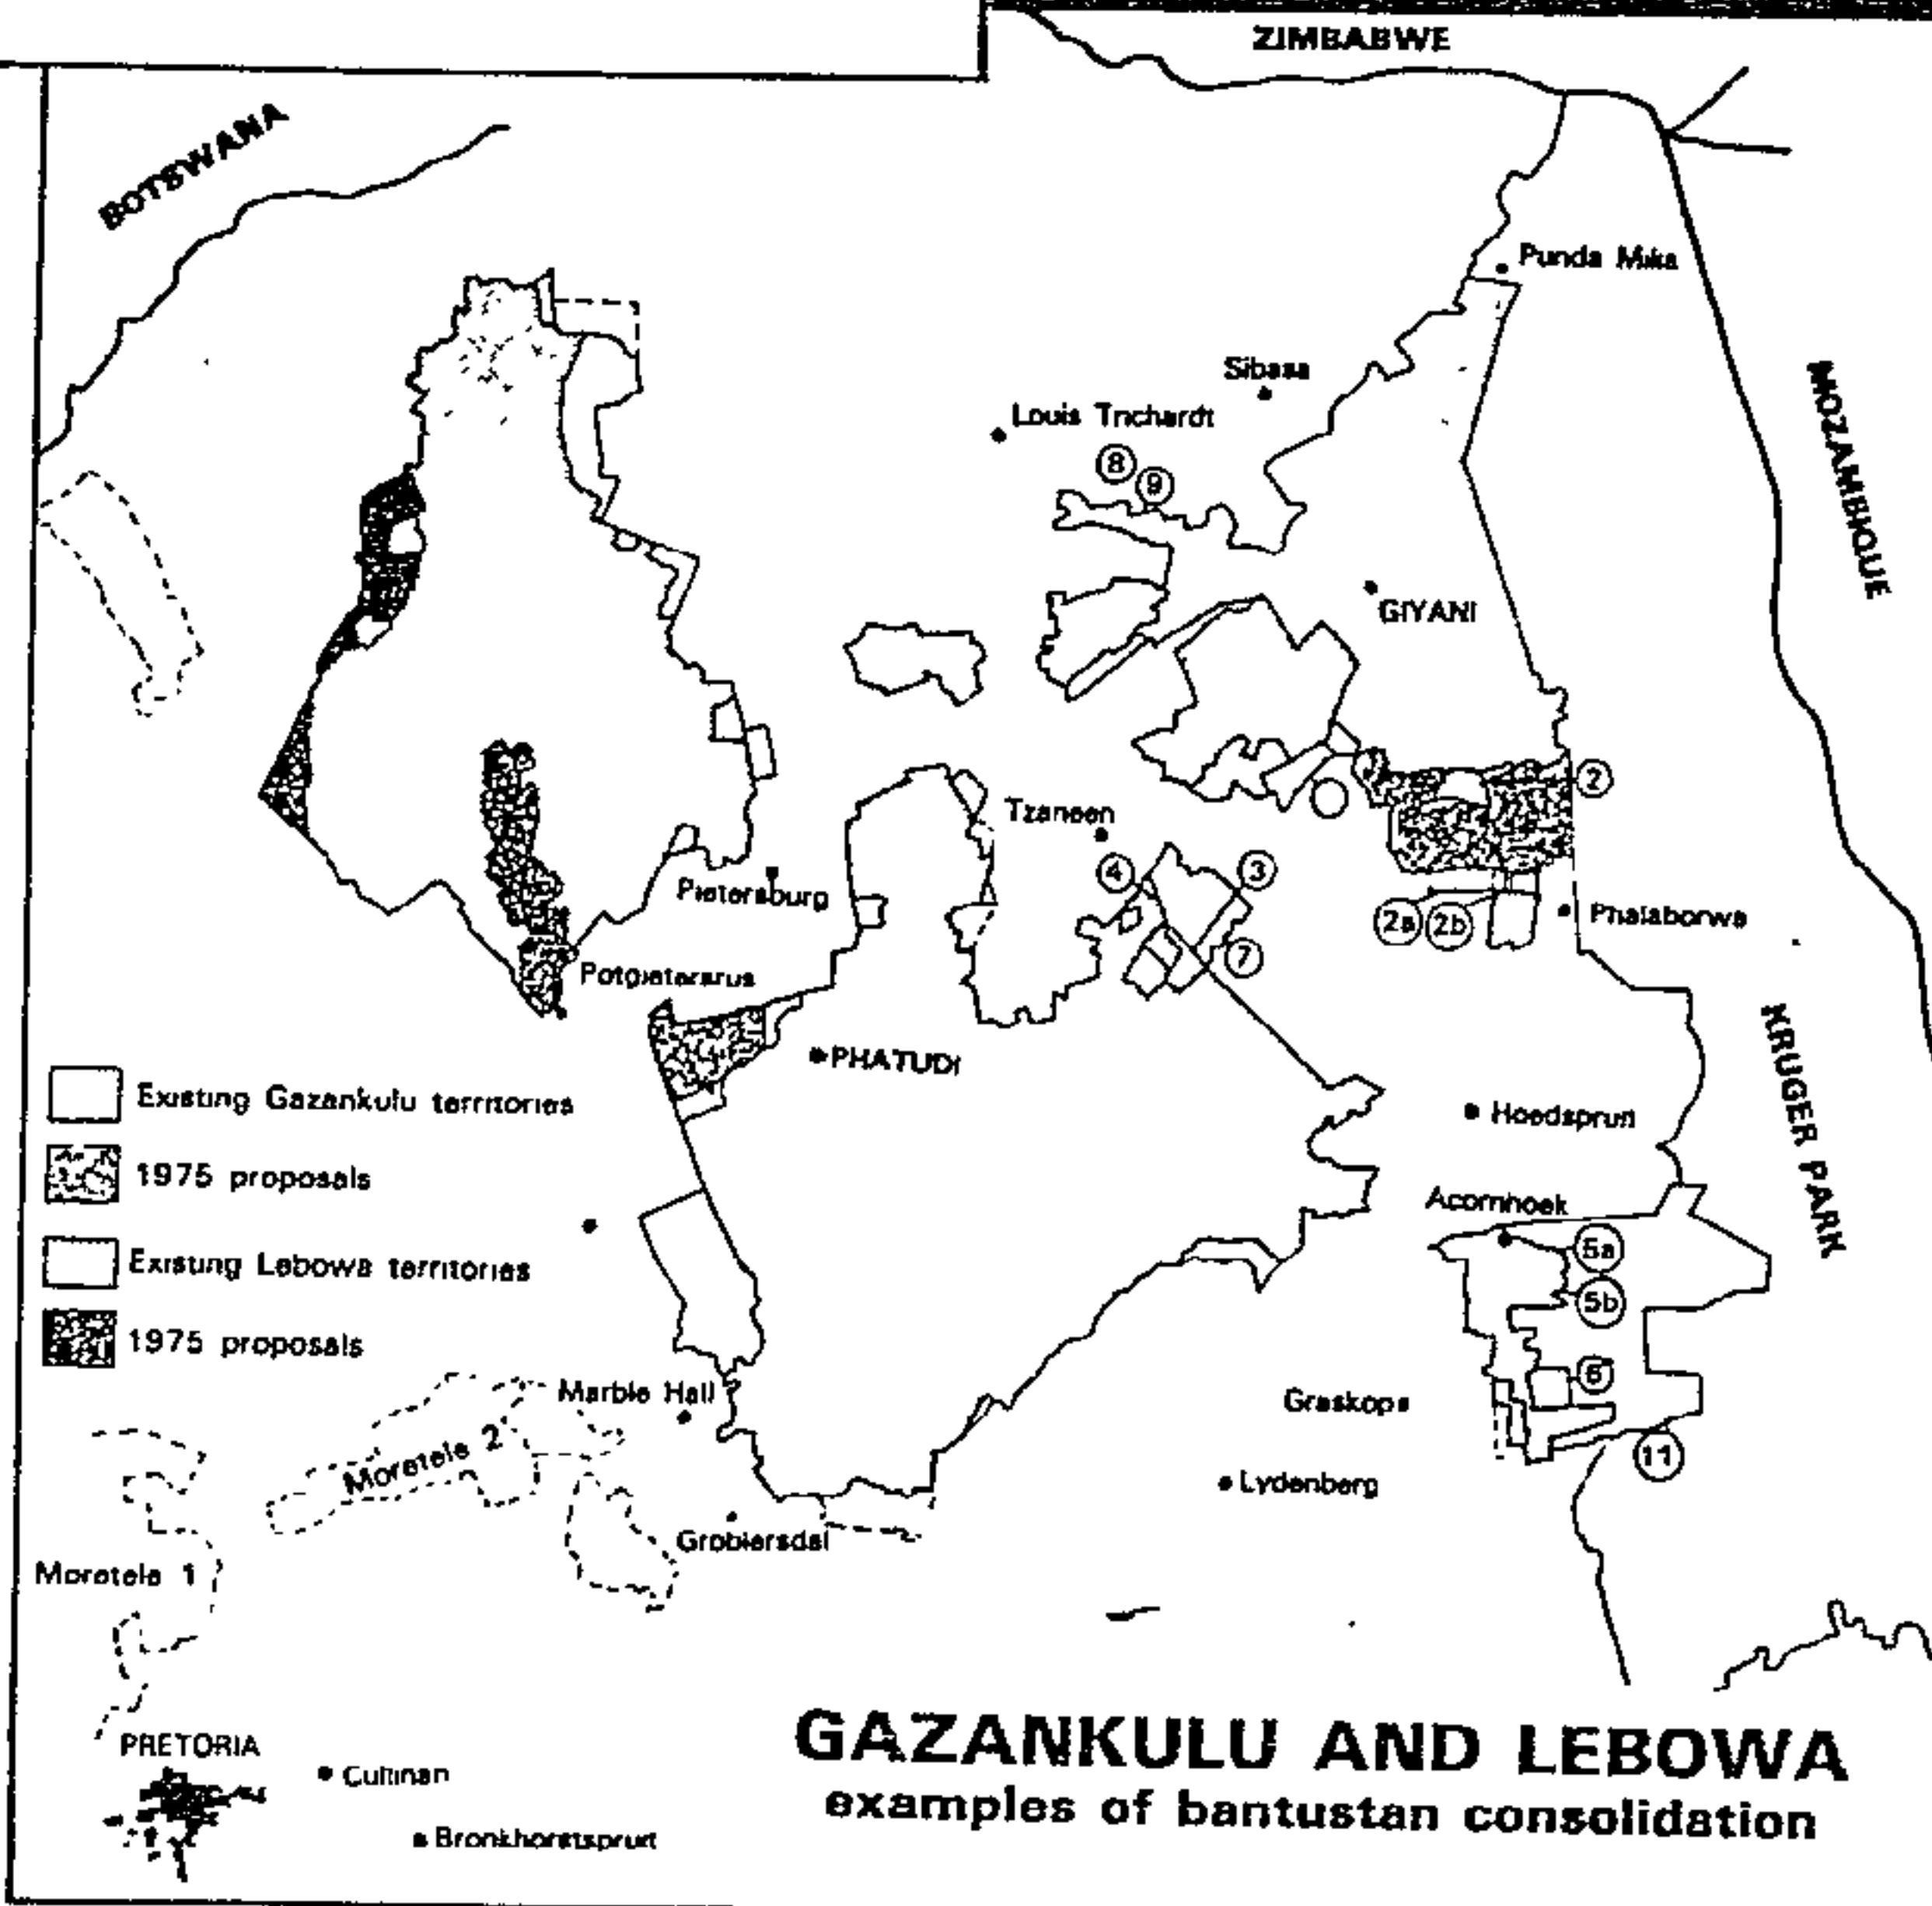 ZIMBABWE
BOTSWANA
Punda Milia
Sibasa
Louis Trichardt
MOZAMBIQUE
8
9
GIYANI
2
Tzaneen
4
3
Pietersburg
2a
2b
Phalaborwa
7
Potgietersrus
KRUGER PARK
PHATUDI
Existing Gazankulu territories
Hoedspruit
1975 proposals
Acornhoek
5a
Existing Lebowa territories
5b
1975 proposals
6
Marble Hall
Graskops
Moretele 2
11
Lydenberg
Groblersdal
Moretele 1
GAZANKULU AND LEBOWA
PRETORIA
Cullinan
examples of bantustan consolidation
Bronkhorstspruit